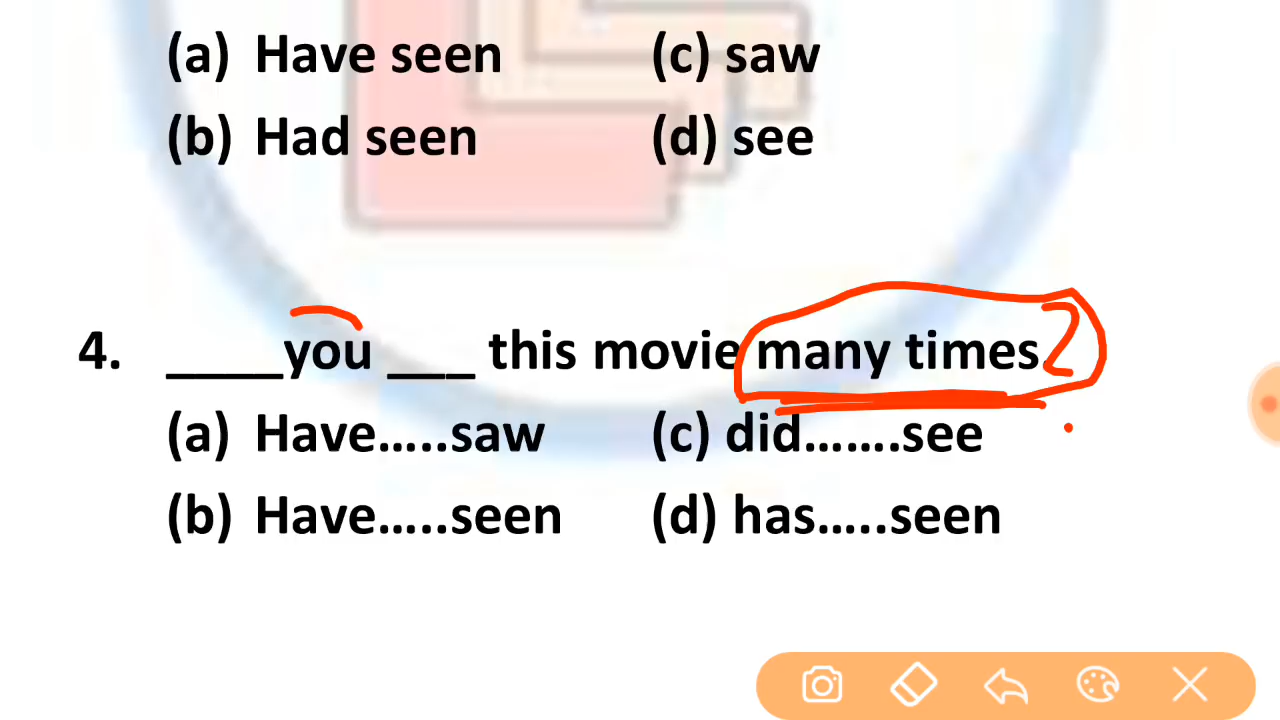 (a) Have seen (c) saw
(b) Had seen (d) see
4. ____you ___ this movie many times.?
(a) Have…..saw (c) did…….see
(b) Have…..seen (d) has…..seen